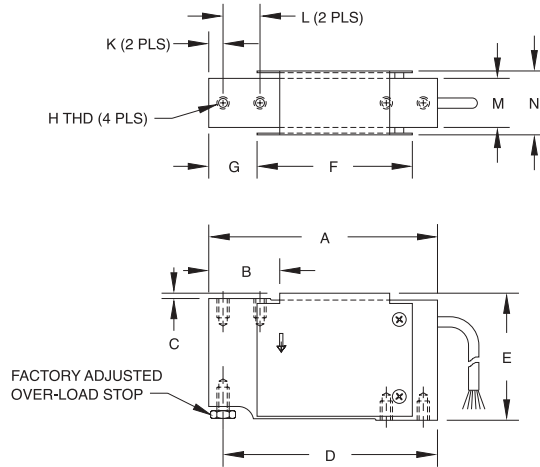 L (2 PLS)
K (2 PLS)
H THD (4 PLS)
M
N
G
F
A
B
C
E
FACTORY ADJUSTED
OVER-LOAD STOP
D